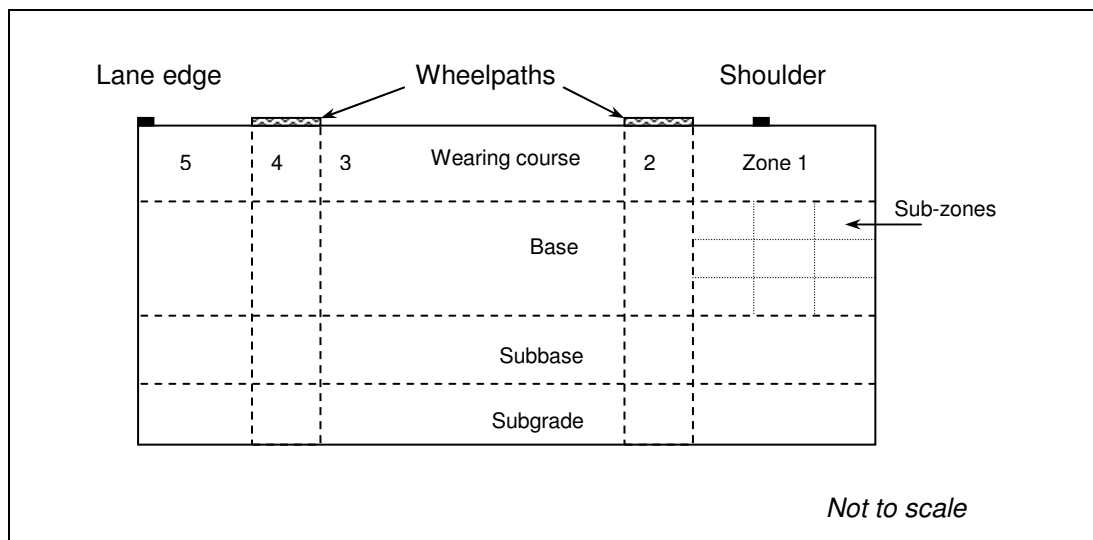 Lane edge
Wheelpaths
Shoulder
5
4
3
Wearing course
2
Zone 1
Sub-zones
Base
Subbase
Subgrade
Not to scale